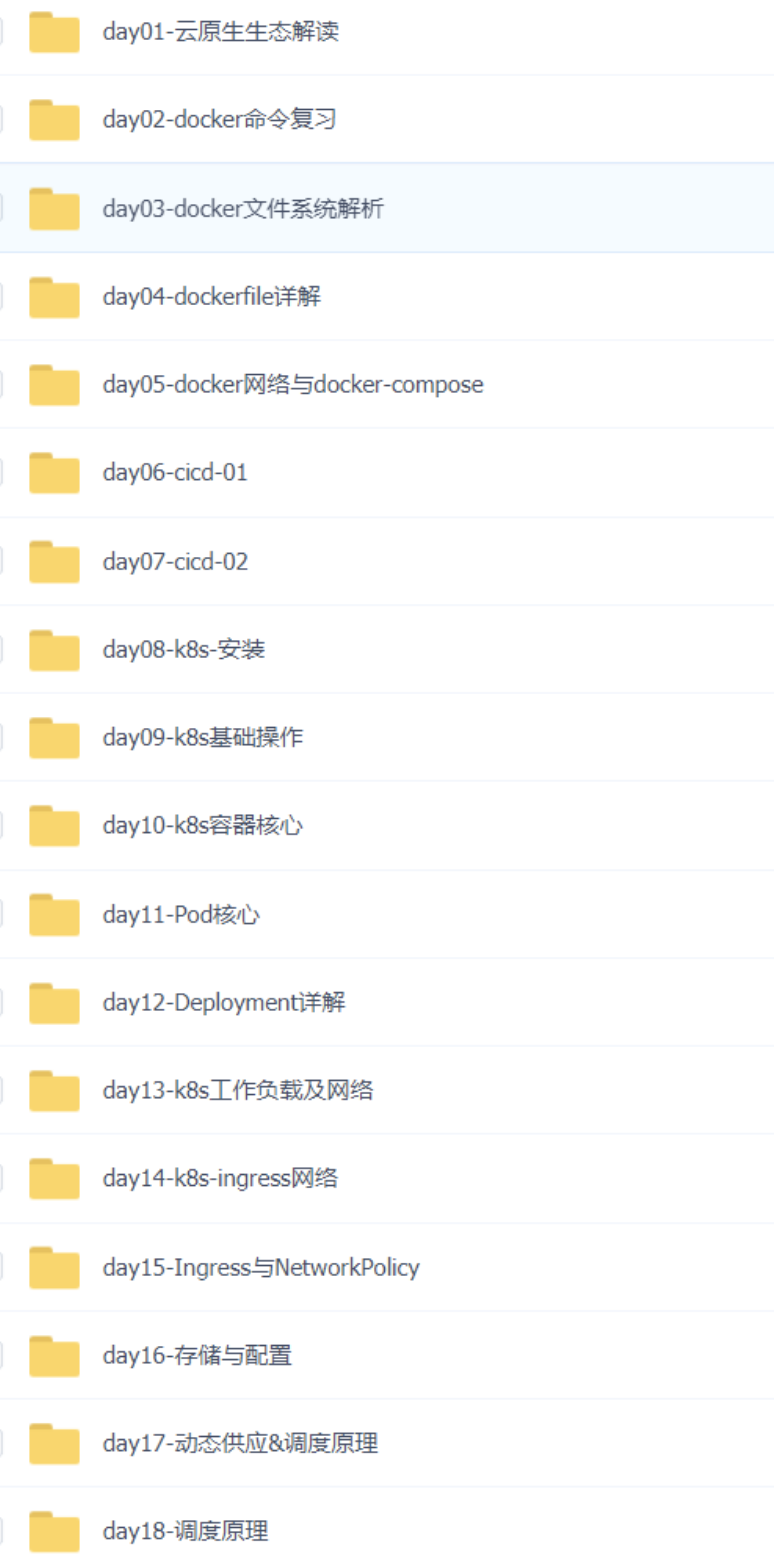 day01-云原生生态解读
day02-docker命令复习
day03-docker文件系统解析
day04-dockerfile详解
day05-docker网络与docker-compose
day06-cicd-01
day07-cicd-02
day08-k8s-安装
day09-k8s基础操作
day10-k8s容器核心
day11-Pod核心
day12-Deployment详解
day13-k8s工作负载及网络
day14-k8s-ingress网络
day15-Ingress与NetworkPolicy
day16-存储与配置
day17-动态供应&调度原理
day18-调度原理